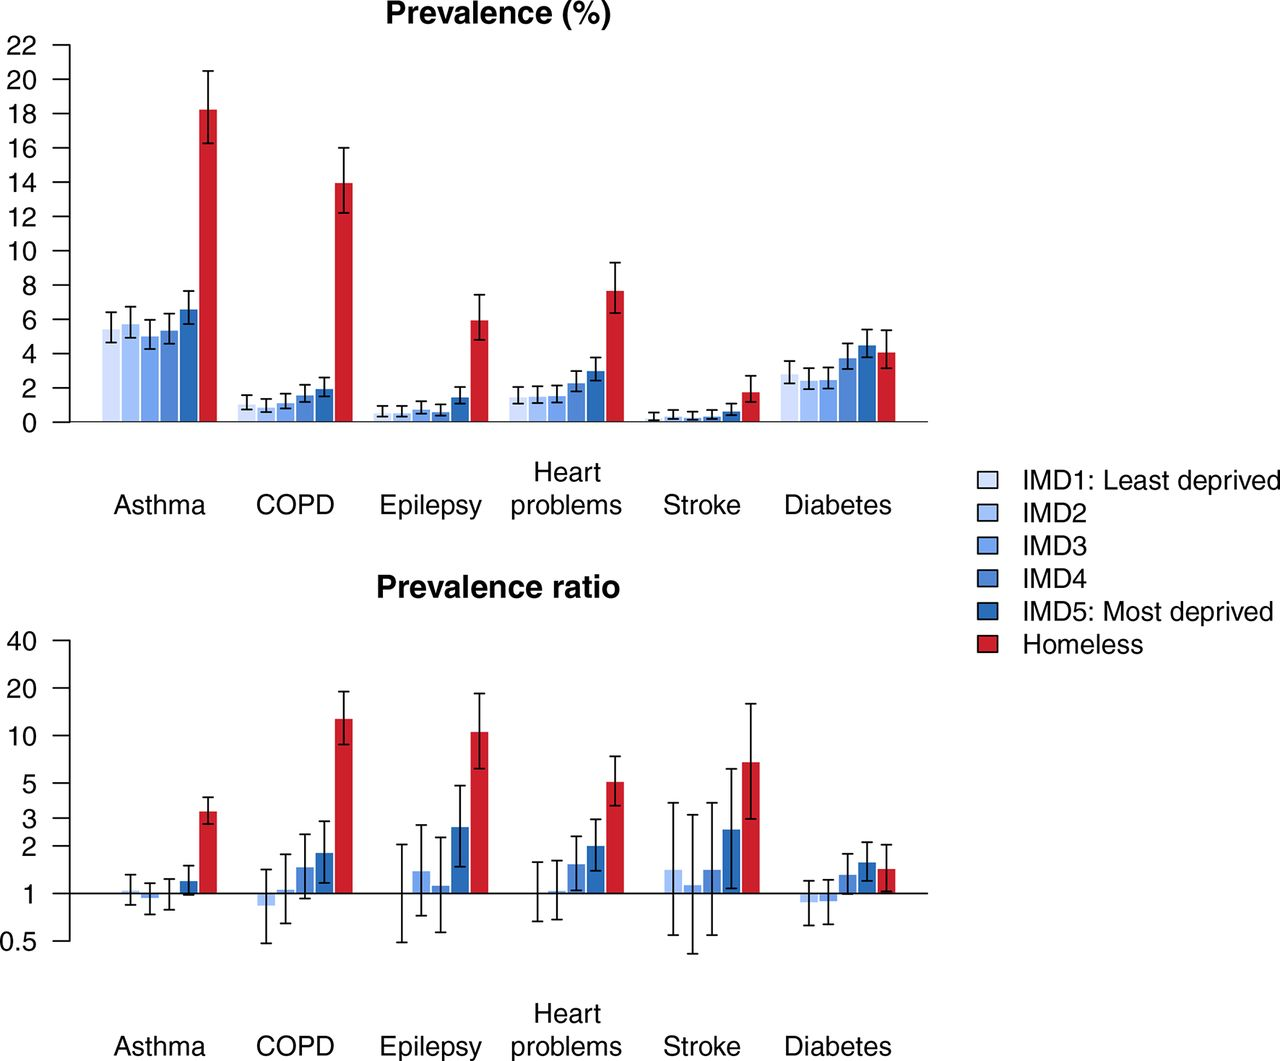 Prevalence (%)
22
20
18
16
14
12
10
8
6
4
2
0
Asthma COPD Epilepsy Heart problems Stroke Diabetes
IMD1: Least deprived
IMD2
IMD3
IMD4
IMD5: Most deprived
Homeless
Prevalence ratio
40
20
10
5
3
2
1
0.5
Asthma COPD Epilepsy Heart problems Stroke Diabetes